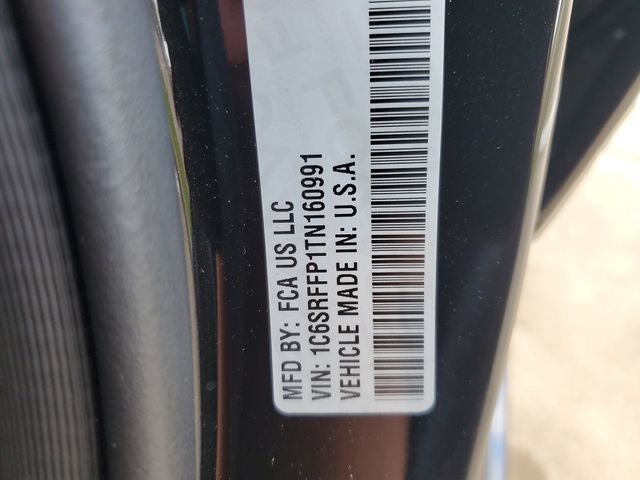 MFD BY: FCA US LLC
VIN: 1C6SRFFP1TN160991
VEHICLE MADE IN: U.S.A.